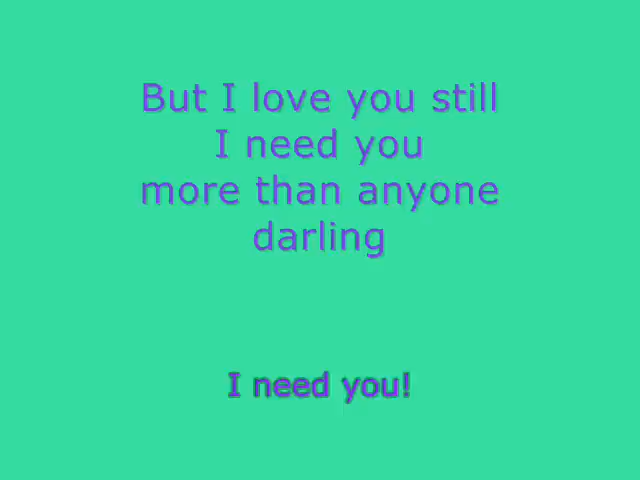 But I love you still
I need you
more than anyone
darling
I need you!